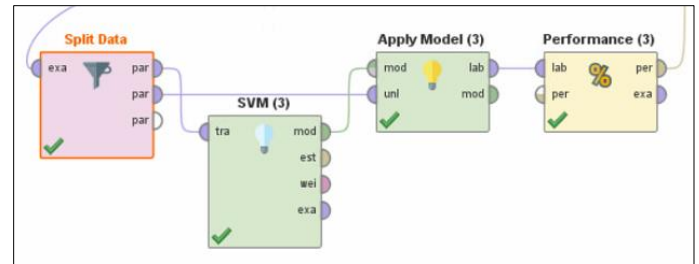 Split Data
exa par
par
par
SVM (3)
tra mod
est
wei
exa
Apply Model (3)
mod lab
unl mod
Performance (3)
lab per
per exa
%